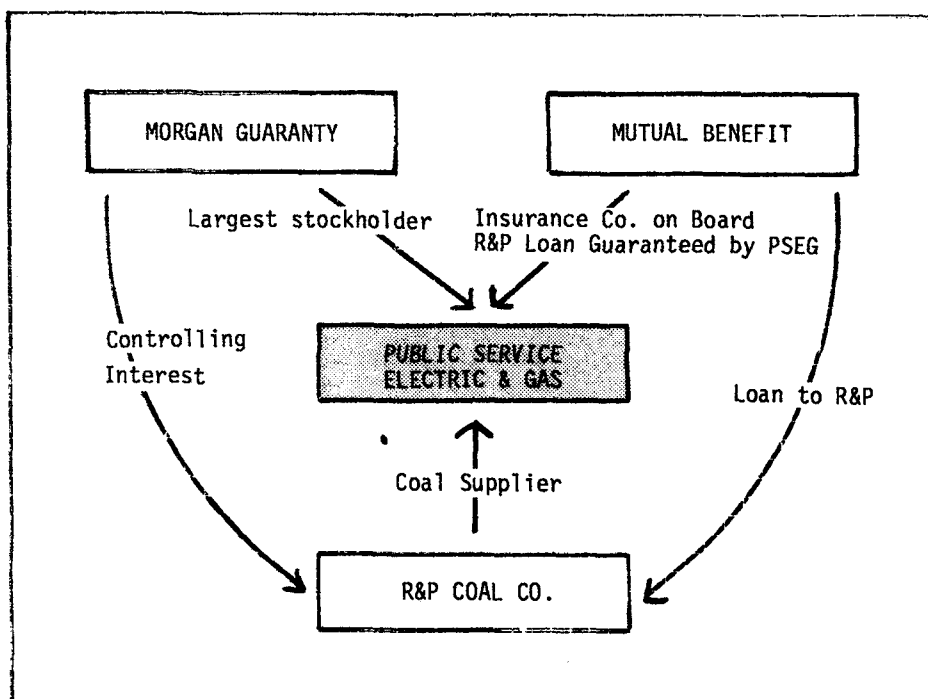 MORGAN GUARANTY
MUTUAL BENEFIT
Largest stockholder
Insurance Co. on Board
R&P Loan Guaranteed by PSEG
Controlling
Interest
PUBLIC SERVICE
ELECTRIC & GAS
Loan to R&P
Coal Supplier
R&P COAL CO.